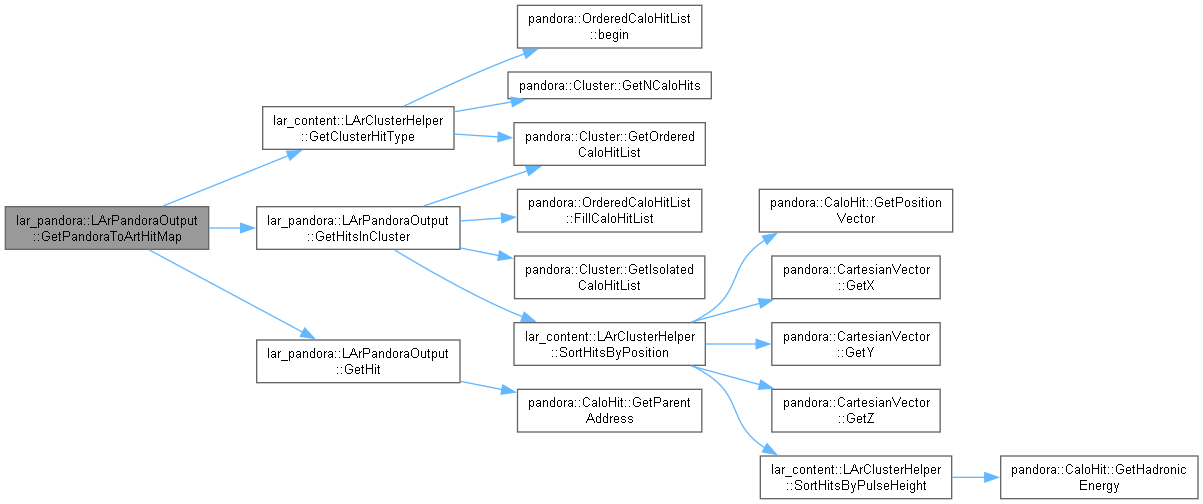 pandora::OrderedCaloHitList
::begin
pandora::Cluster::GetNCaloHits
lar_content::LArClusterHelper
::GetClusterHitType
pandora::Cluster::GetOrdered
CaloHitList
pandora::OrderedCaloHitList
::FillCaloHitList
lar_pandora::LArPandoraOutput
::GetPandoraToArtHitMap
lar_pandora::LArPandoraOutput
::GetHitsInCluster
pandora::CaloHit::GetPosition
Vector
pandora::Cluster::GetIsolated
CaloHitList
pandora::CartesianVector
::GetX
lar_content::LArClusterHelper
::SortHitsByPosition
pandora::CartesianVector
::GetY
lar_pandora::LArPandoraOutput
::GetHit
pandora::CaloHit::GetParent
Address
pandora::CartesianVector
::GetZ
lar_content::LArClusterHelper
::SortHitsByPulseHeight
pandora::CaloHit::GetHadronic
Energy